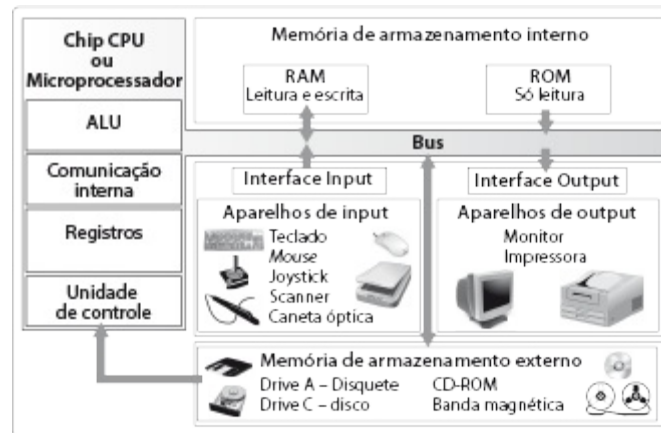 Chip CPU
ou
Microprocessador
ALU
Comunicação
interna
Registros
Unidade
de controle
Memória de armazenamento interno
RAM
Leitura e escrita
ROM
Só leitura
Bus
Interface Input
Interface Output
Aparelhos de input
Teclado
Mouse
Joystick
Scanner
Caneta óptica
Aparelhos de output
Monitor
Impressora
Memória de armazenamento externo
Drive A – Disquete CD-ROM
Drive C – disco Banda magnética